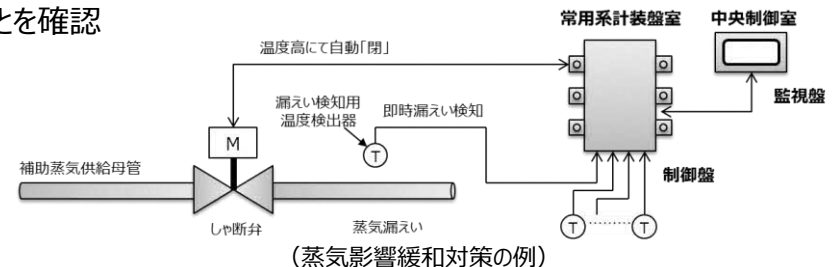 とを確認
常用系計装盤室
中央制御室
温度高にて自動「閉」
漏えい検知用
温度検出器
即時漏えい検知
監視盤
M
T
補助蒸気供給母管
制御盤
しゃ断弁
蒸気漏えい
T
T
（蒸気影響緩和対策の例）